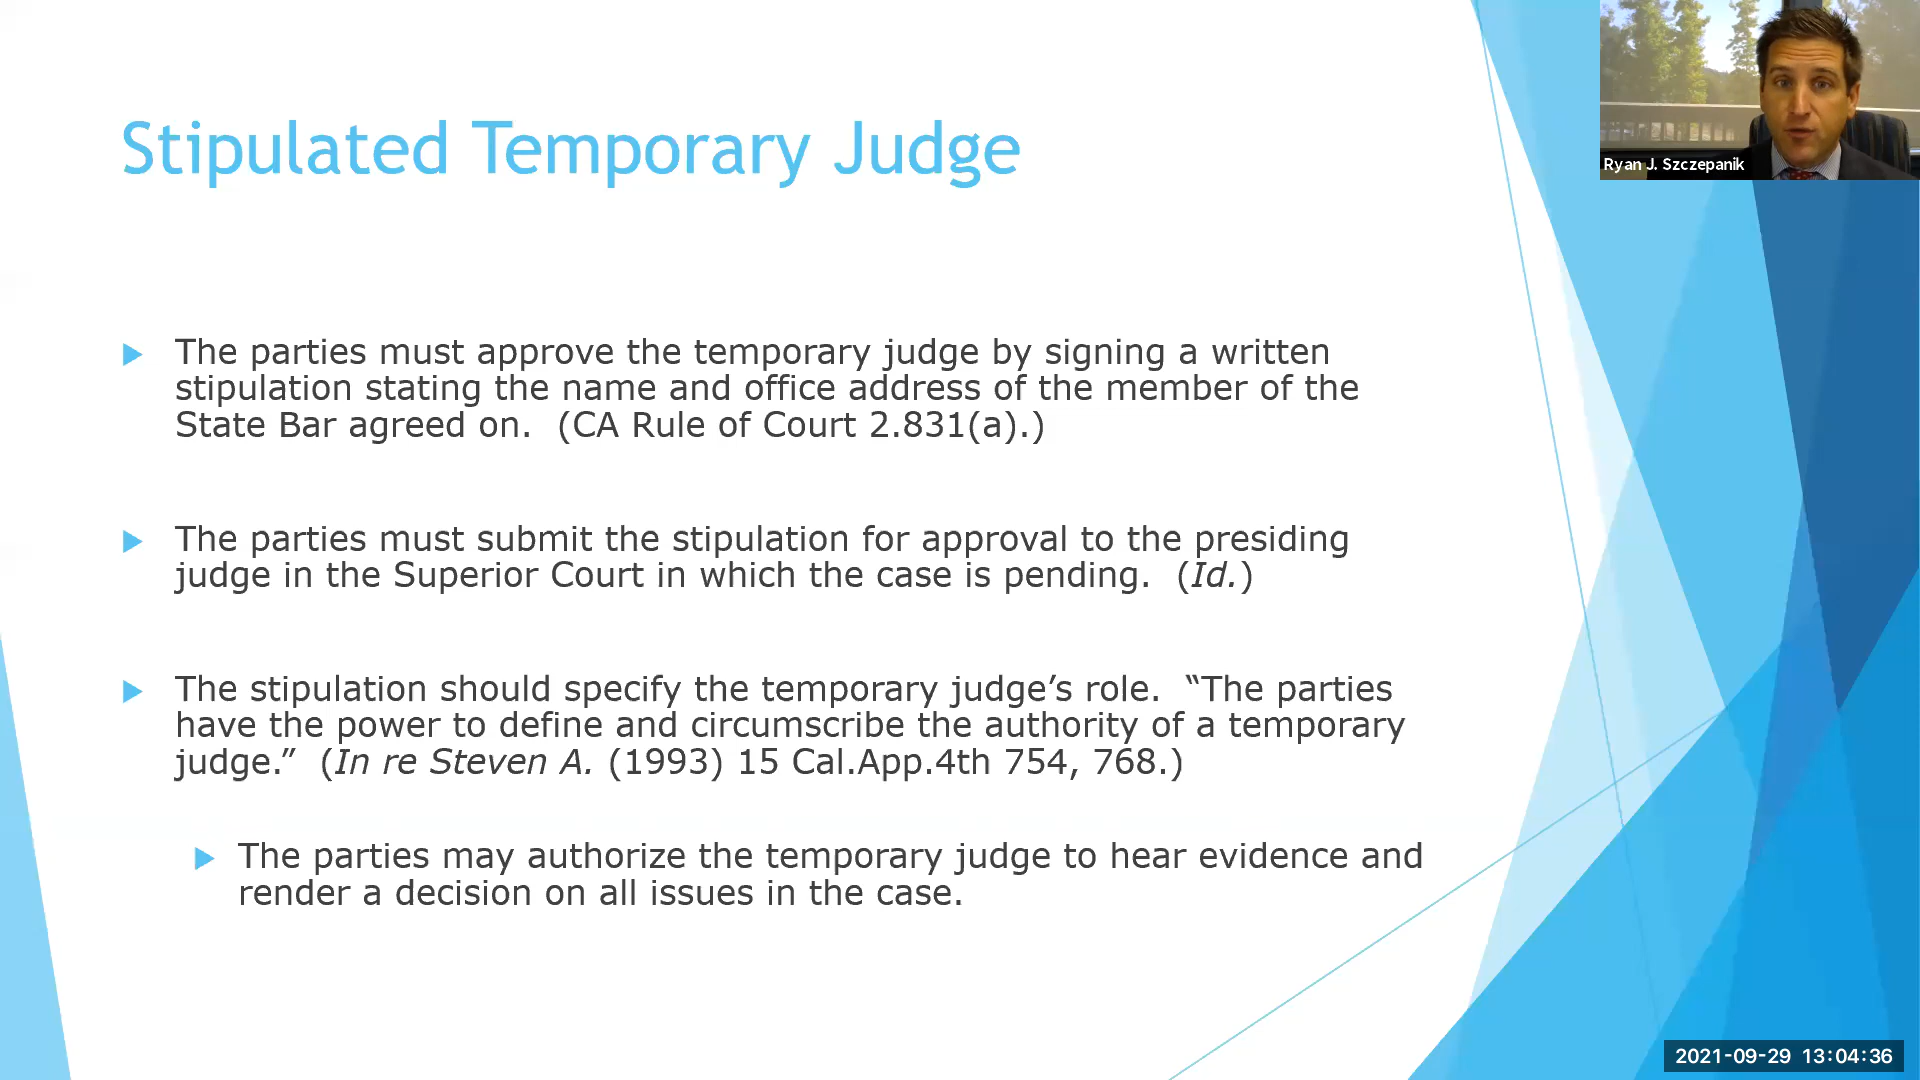 Stipulated Temporary Judge
Ryan J. Szczepanik
The parties must approve the temporary judge by signing a written
stipulation stating the name and office address of the member of the
State Bar agreed on.  (CA Rule of Court 2.831(a).)
The parties must submit the stipulation for approval to the presiding
judge in the Superior Court in which the case is pending.  (Id.)
The stipulation should specify the temporary judge’s role.  “The parties
have the power to define and circumscribe the authority of a temporary
judge.”  (In re Steven A. (1993) 15 Cal.App.4th 754, 768.)
The parties may authorize the temporary judge to hear evidence and
render a decision on all issues in the case.
2021-09-29 13:04:36